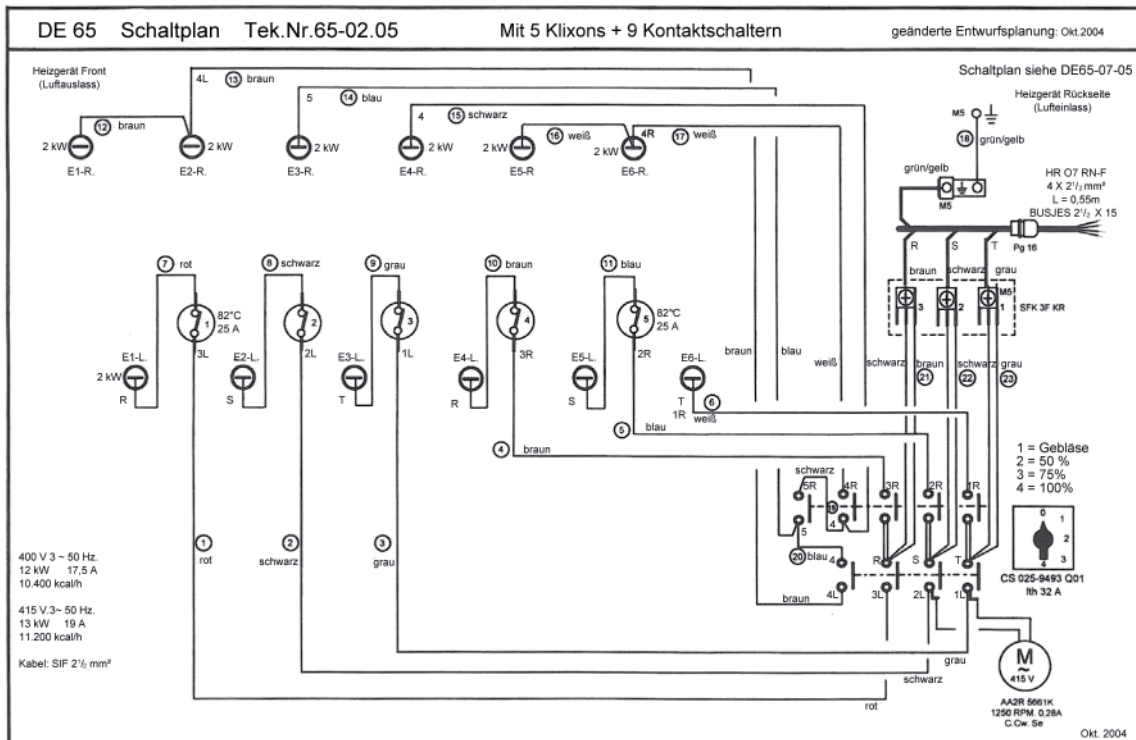 DE 65 Schaltplan Tek.Nr.65-02.05 Mit 5 Klixons + 9 Kontaktschaltern geänderte Entwurfsplanung: Okt.2004
Heizgerät Front
(Luftauslass)
4L 13 braun
5 14 blau
4 15 schwarz
12 braun
16 weiß
4R
17 weiß
2 kW 2 kW 2 kW 2 kW 2 kW 2 kW
E1-R. E2-R. E3-R. E4-R. E5-R E6-R.
Schaltplan siehe DE65-07-05
Heizgerät Rückseite
(Lufteinlass)
M5
18 grün/gelb
grün/gelb
M5
HR O7 RN-F
4 X 2½ mm²
L = 0,55m
BUSJES 2½ X 15
R S T Pg 16
braun schwarz grau
3 2 1 M5
SFK 3F KR
7 rot
8 schwarz
9 grau
10 braun
11 blau
1 82°C
25 A
2
3
4
5 82°C
25 A
3L 2L 1L 3R 2R
E1-L. E2-L. E3-L. E4-L. E5-L. E6-L.
2 kW
R S T R S T
1R
6
weiß
braun
blau
weiß
schwarz
braun
21
schwarz
22
grau
23
5 blau
4 braun
1 = Gebläse
2 = 50 %
3 = 75%
4 = 100%
schwarz
5R 4R 3R 2R 1R
19
5 4
20 blau
4 R S T
4L 3L 2L 1L
braun
0 1 2 3 4
CS 025-9493 Q01
Ith 32 A
1 rot
2 schwarz
3 grau
400 V 3 ~ 50 Hz.
12 kW 17,5 A
10.400 kcal/h
415 V.3~ 50 Hz.
13 kW 19 A
11.200 kcal/h
Kabel: SIF 2½ mm²
grau
schwarz
rot
M
~
415 V
AA2R 5661K
1250 RPM. 0,28A
C.Cw. Se
Okt. 2004